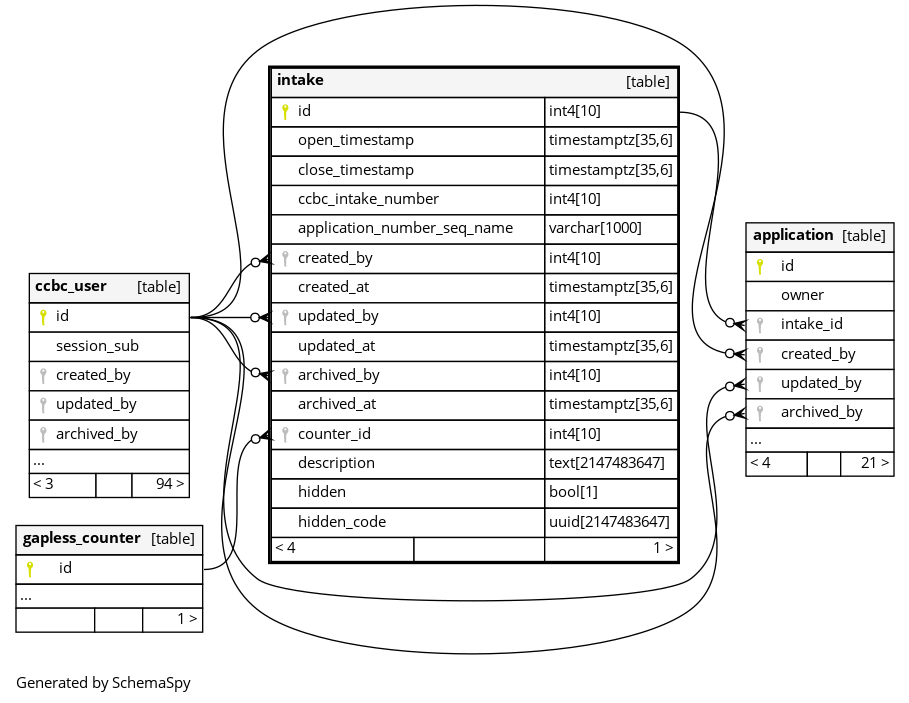 intake [table]
id int4[10]
open_timestamp timestamptz[35,6]
close_timestamp timestamptz[35,6]
ccbc_intake_number int4[10]
application_number_seq_name varchar[1000]
created_by int4[10]
created_at timestamptz[35,6]
updated_by int4[10]
updated_at timestamptz[35,6]
archived_by int4[10]
archived_at timestamptz[35,6]
counter_id int4[10]
description text[2147483647]
hidden bool[1]
hidden_code uuid[2147483647]
< 4 1 >
ccbc_user [table]
id
session_sub
created_by
updated_by
archived_by
...
< 3 94 >
gapless_counter [table]
id
...
1 >
application [table]
id
owner
intake_id
created_by
updated_by
archived_by
...
< 4 21 >
Generated by SchemaSpy